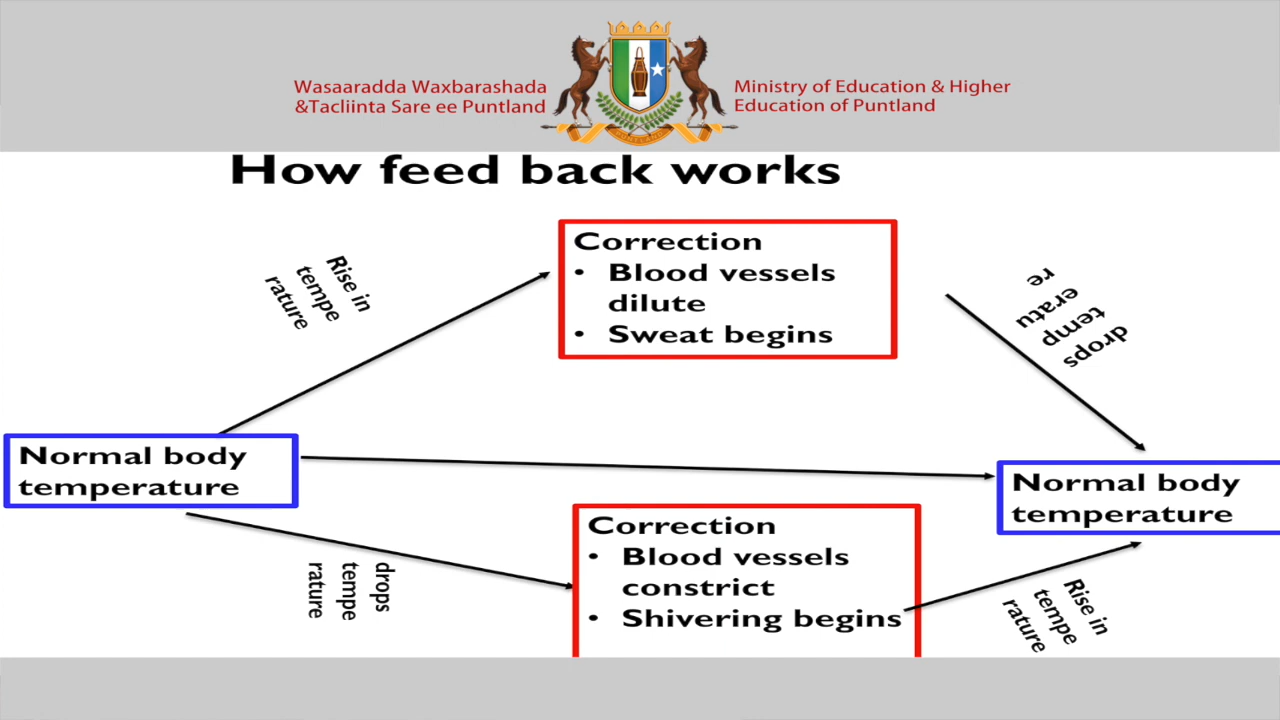 Wasaaradda Waxbarashada
&Tacliinta Sare ee Puntland
Ministry of Education & Higher
Education of Puntland
How feed back works
Rise in
tempe
rature
Correction
• Blood vessels
dilute
• Sweat begins
drops
temp
eratu
re
Normal body
temperature
Normal body
temperature
drops
tempe
rature
Correction
• Blood vessels
constrict
• Shivering begins
Rise in
tempe
rature